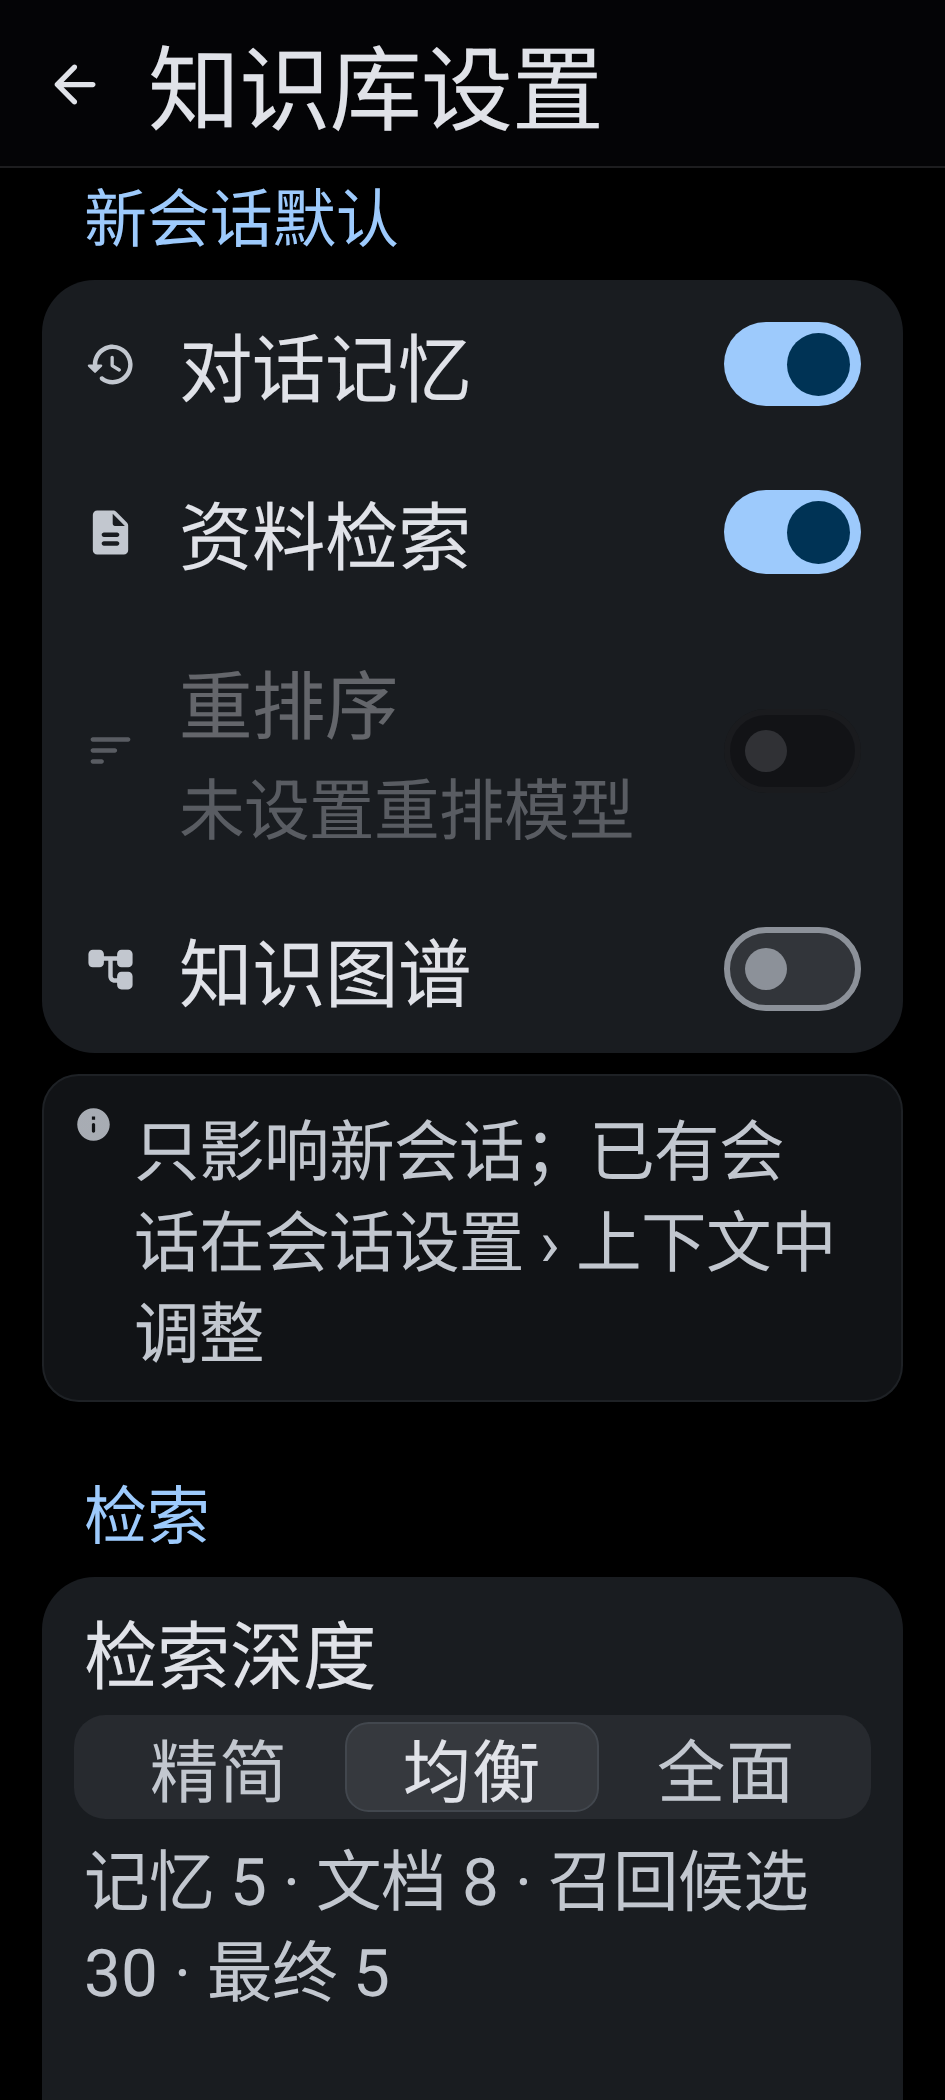 知识库设置
新会话默认
对话记忆
资料检索
重排序
未设置重排模型
知识图谱
只影响新会话；已有会
话在会话设置 › 上下文中
调整
检索
检索深度
精简 均衡 全面
记忆 5 · 文档 8 · 召回候选
30 · 最终 5